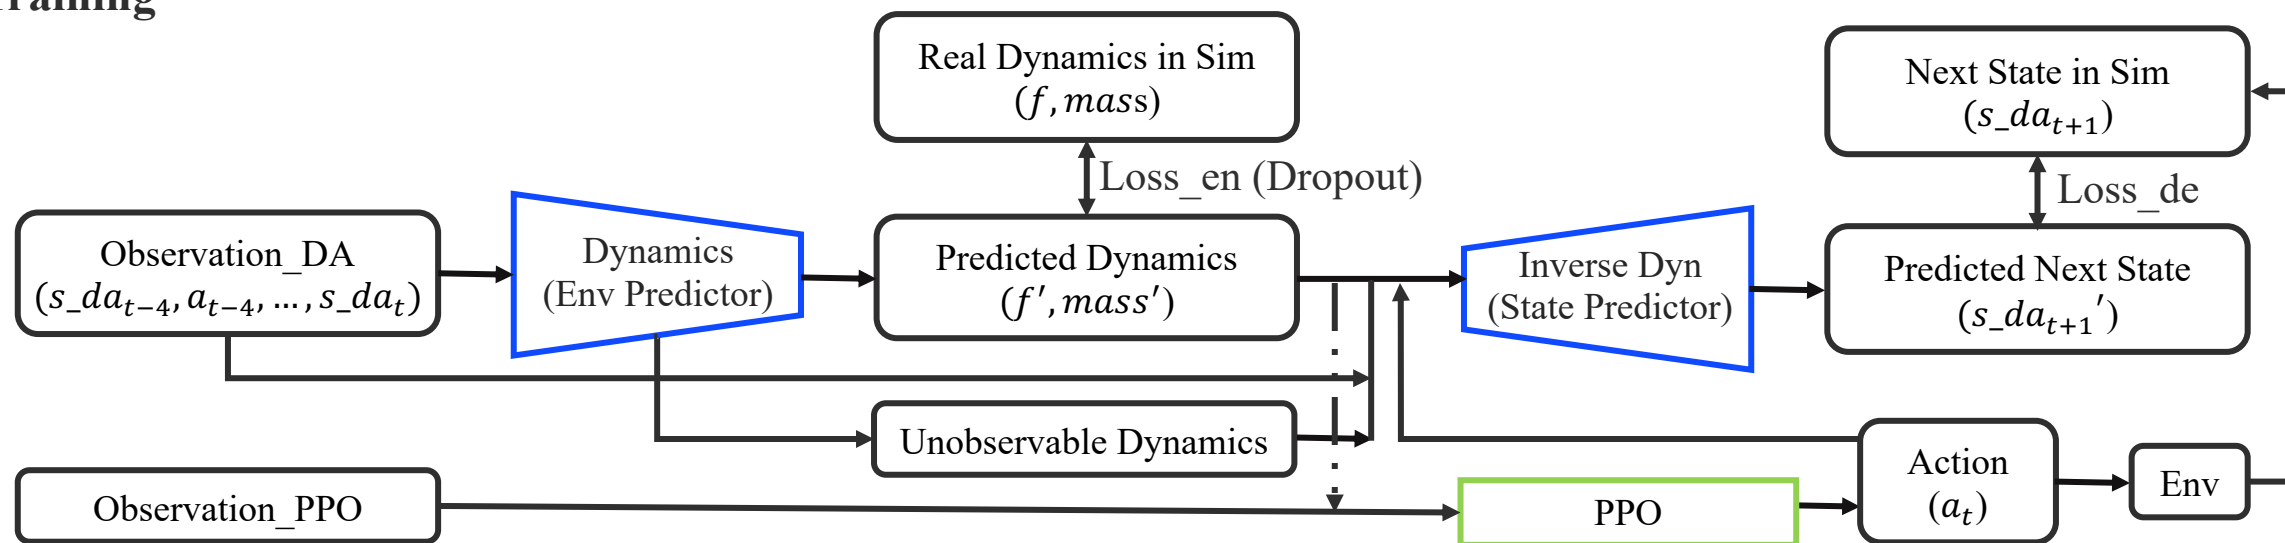 Training
Real Dynamics in Sim
(f, mass)
Next State in Sim
(s_da_{t+1})
Loss_en (Dropout)
Loss_de
Observation_DA
(s_da_{t−4}, a_{t−4}, …, s_da_t)
Dynamics
(Env Predictor)
Predicted Dynamics
(f′, mass′)
Inverse Dyn
(State Predictor)
Predicted Next State
(s_da_{t+1}′)
Unobservable Dynamics
Observation_PPO
PPO
Action
(a_t)
Env